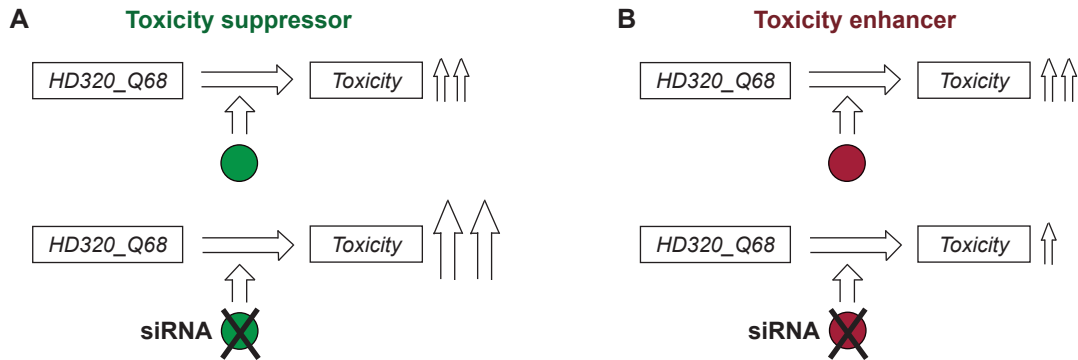 A
Toxicity suppressor
HD320_Q68
Toxicity
HD320_Q68
Toxicity
siRNA
B
Toxicity enhancer
HD320_Q68
Toxicity
HD320_Q68
Toxicity
siRNA